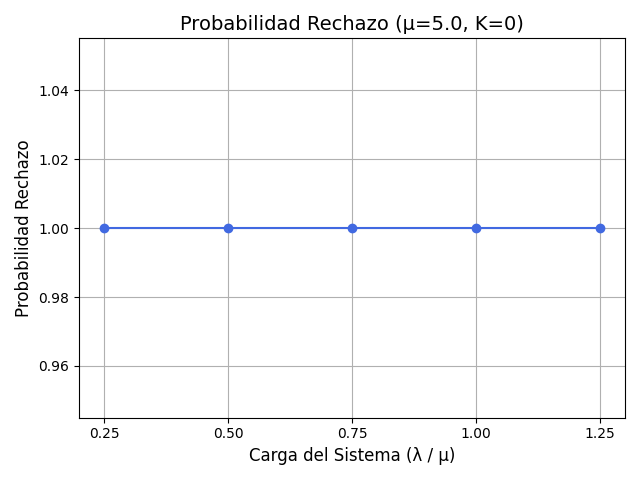 Probabilidad Rechazo (μ=5.0, K=0)
Probabilidad Rechazo
1.04
1.02
1.00
0.98
0.96
0.25 0.50 0.75 1.00 1.25
Carga del Sistema (λ / μ)